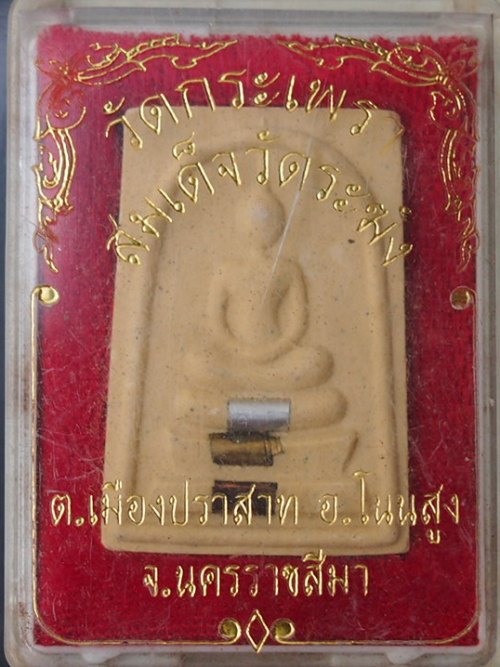 วัดกระเพรา
สมเด็จวัดระฆัง
ต.เมืองปราสาท อ.โนนสูง
จ.นครราชสีมา